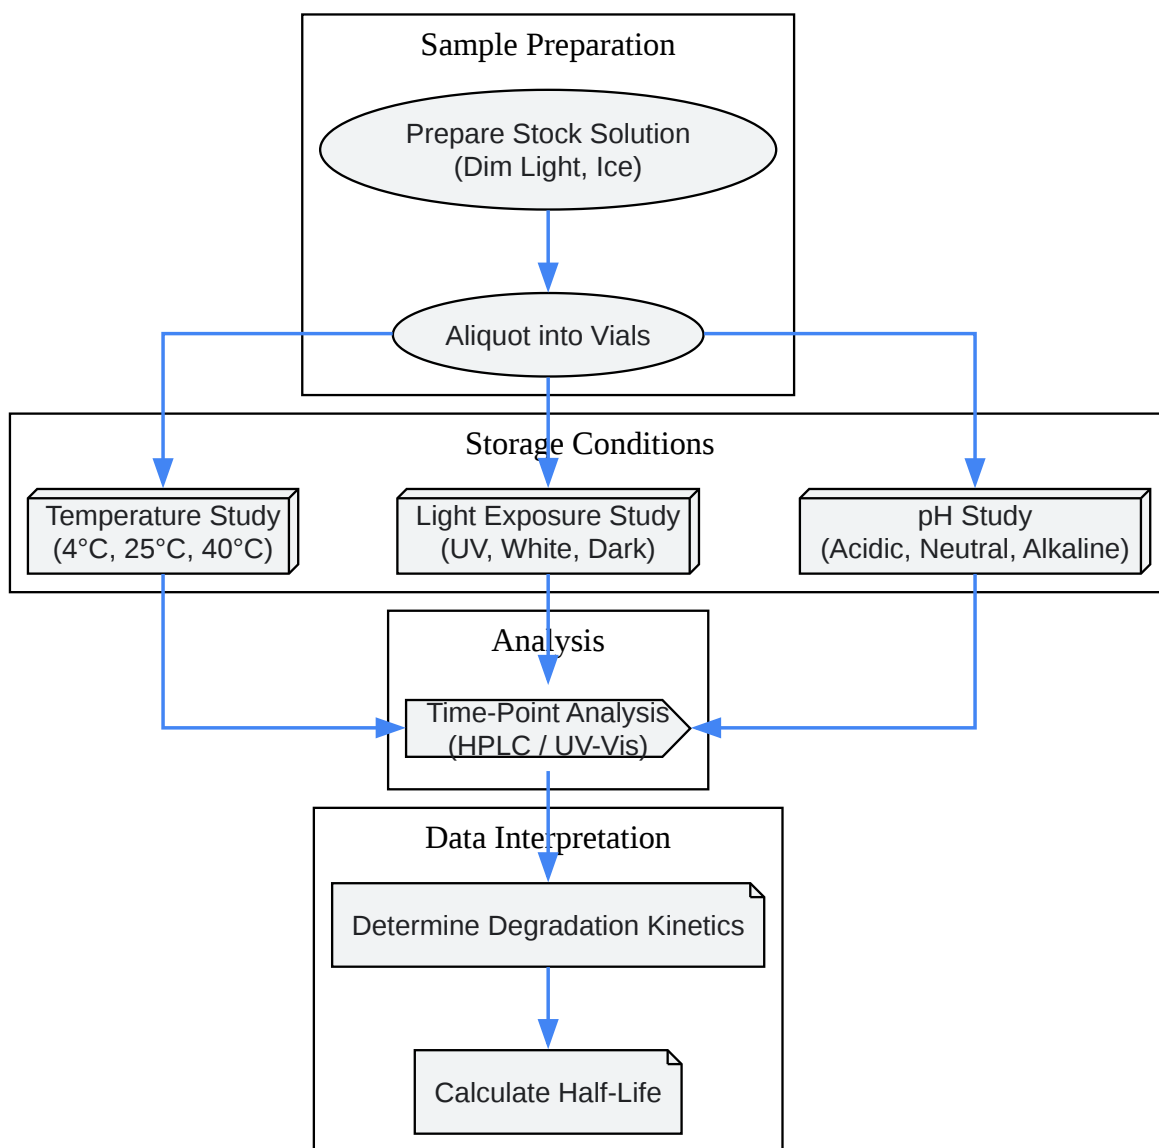 Sample Preparation
Prepare Stock Solution
(Dim Light, Ice)
Aliquot into Vials
Storage Conditions
Temperature Study
(4°C, 25°C, 40°C)
Light Exposure Study
(UV, White, Dark)
pH Study
(Acidic, Neutral, Alkaline)
Analysis
Time-Point Analysis
(HPLC / UV-Vis)
Data Interpretation
Determine Degradation Kinetics
Calculate Half-Life